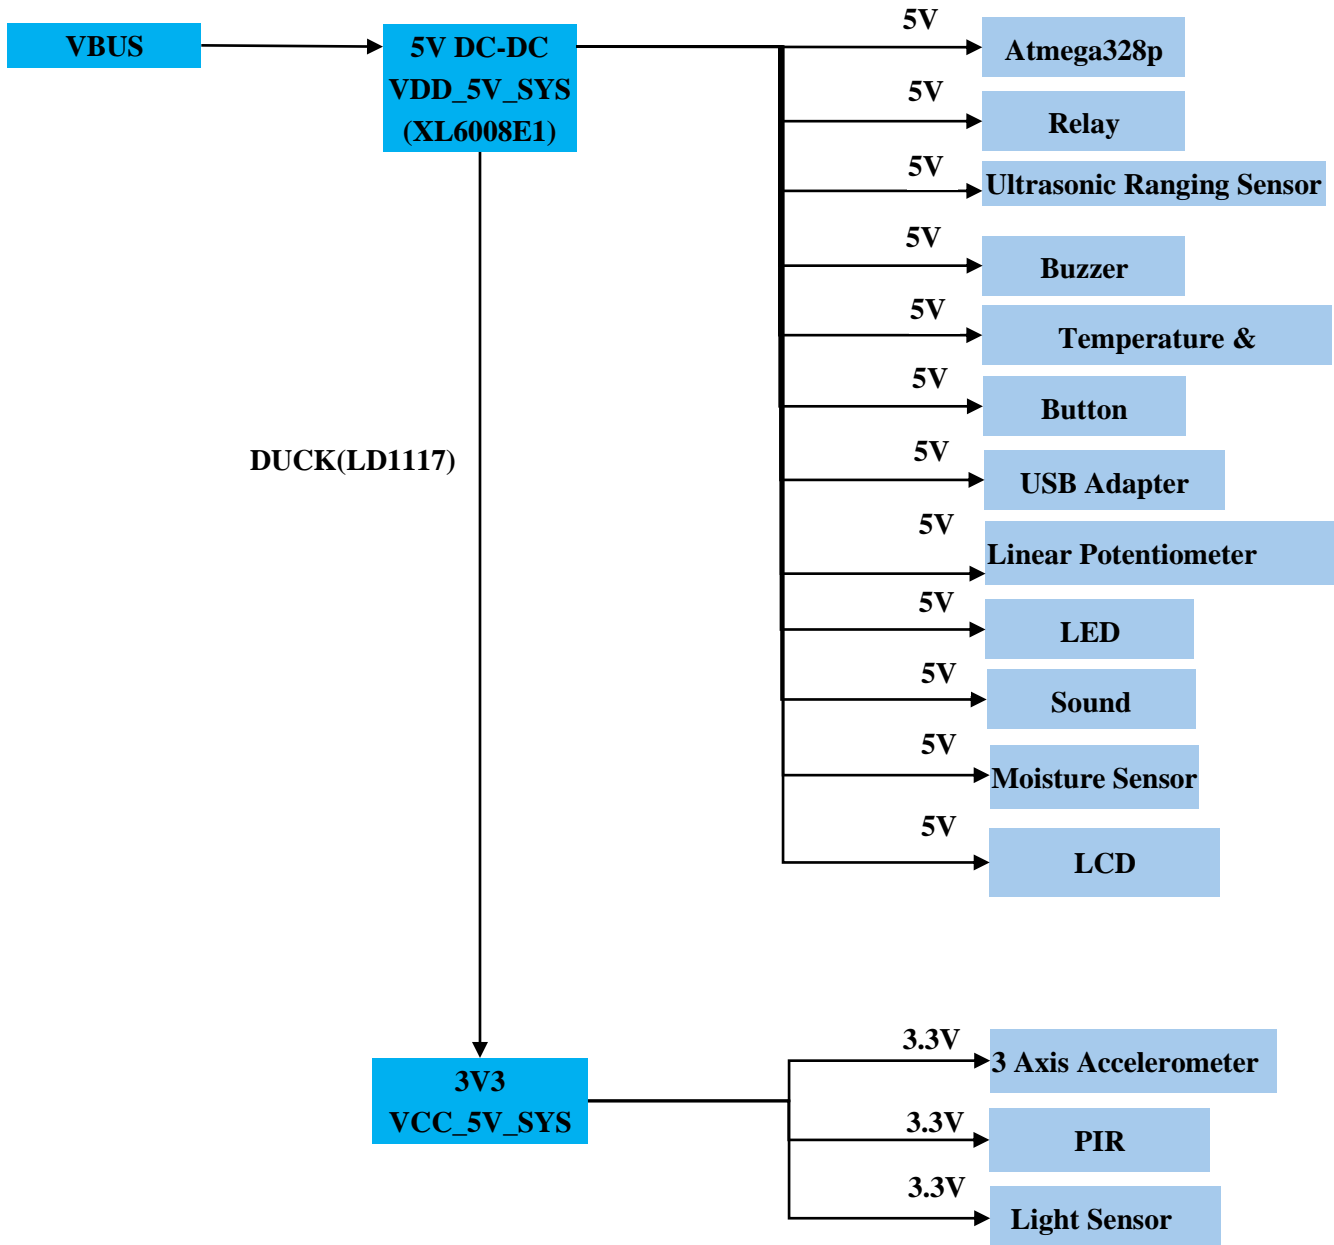 VBUS
5V DC-DC
VDD_5V_SYS
(XL6008E1)
5V
Atmega328p
5V
Relay
5V
Ultrasonic Ranging Sensor
5V
Buzzer
5V
Temperature &
5V
Button
DUCK(LD1117)
5V
USB Adapter
5V
Linear Potentiometer
5V
LED
5V
Sound
5V
Moisture Sensor
5V
LCD
3V3
VCC_5V_SYS
3.3V
3 Axis Accelerometer
3.3V
PIR
3.3V
Light Sensor